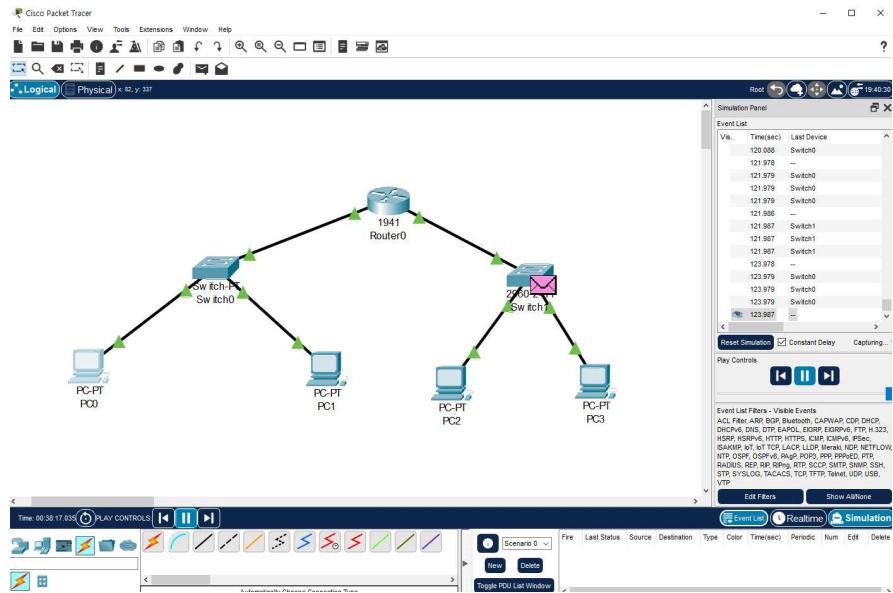 Cisco Packet Tracer
File Edit Options View Tools Extensions Window Help
?
Logical Physical x: 82, y: 337
Root 19:40:30
1941
Router0
Switch-PT
Switch0
Switch1
PC-PT
PC0
PC-PT
PC1
PC-PT
PC2
PC-PT
PC3
Simulation Panel
Event List
Vis. Time(sec) Last Device
120.088 Switch0
121.978 --
121.979 Switch0
121.979 Switch0
121.979 Switch0
121.986 --
121.987 Switch1
121.987 Switch1
121.987 Switch1
123.978 --
123.979 Switch0
123.979 Switch0
123.979 Switch0
123.987 --
Reset Simulation Constant Delay Capturing...
Play Controls
Event List Filters - Visible Events
ACL Filter, ARP, BGP, Bluetooth, CAPWAP, CDP, DHCP,
DHCPv6, DNS, DTP, EAPOL, EIGRP, EIGRPv6, FTP, H.323,
HSRP, HSRPv6, HTTP, HTTPS, ICMP, ICMPv6, IPSec,
ISAKMP, IoT, IoT TCP, LACP, LLDP, Meraki, NDP, NETFLOW,
NTP, OSPF, OSPFv6, PAgP, POP3, PPP, PPPoED, PTP,
RADIUS, REP, RIP, RIPng, RTP, SCCP, SMTP, SNMP, SSH,
STP, SYSLOG, TACACS, TCP, TFTP, Telnet, UDP, USB,
VTP
Edit Filters Show All/None
Time: 00:38:17.035 PLAY CONTROLS:
Event List Realtime Simulation
Scenario 0
New Delete
Toggle PDU List Window
Fire Last Status Source Destination Type Color Time(sec) Periodic Num Edit Delete
Automatically Choose Connection Type